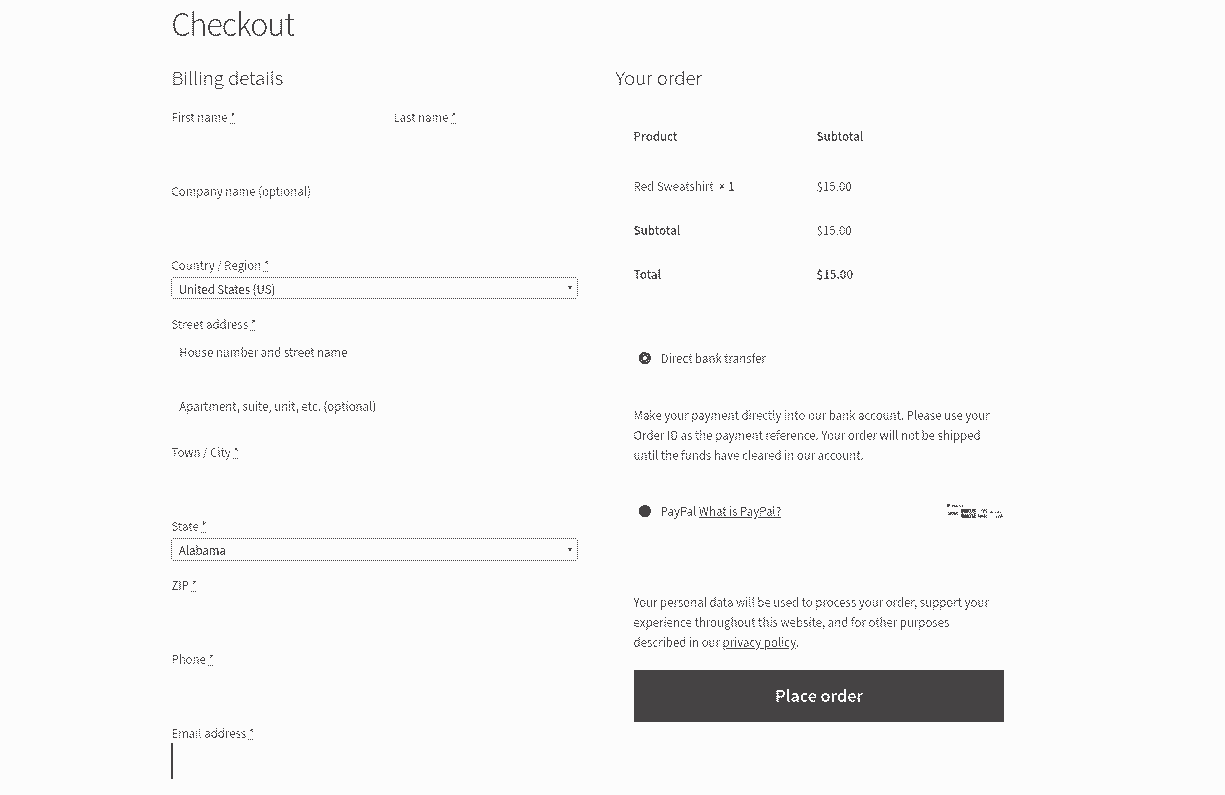 Checkout
Billing details
First name *
Last name *
Company name (optional)
Country / Region *
United States (US)
Street address *
House number and street name
Apartment, suite, unit, etc. (optional)
Town / City *
State *
Alabama
ZIP *
Phone *
Email address *
Your order
Product Subtotal
Red Sweatshirt × 1 $15.00
Subtotal $15.00
Total $15.00
Direct bank transfer
Make your payment directly into our bank account. Please use your
Order ID as the payment reference. Your order will not be shipped
until the funds have cleared in our account.
PayPal What is PayPal?
Your personal data will be used to process your order, support your
experience throughout this website, and for other purposes
described in our privacy policy.
Place order